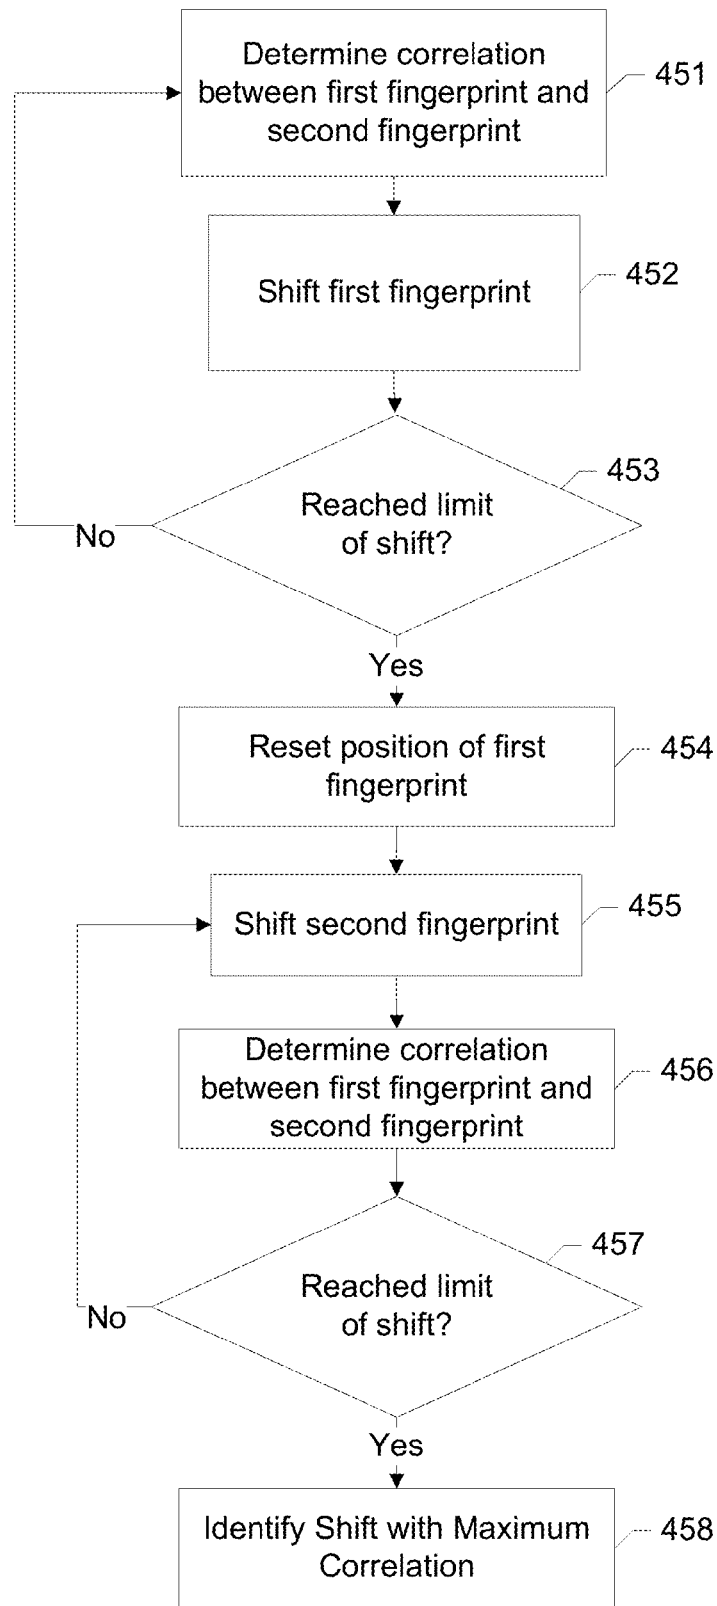 Determine correlation
between first fingerprint and
second fingerprint
451
Shift first fingerprint
452
453
Reached limit
of shift?
No
Yes
Reset position of first
fingerprint
454
Shift second fingerprint
455
Determine correlation
between first fingerprint and
second fingerprint
456
457
Reached limit
of shift?
No
Yes
Identify Shift with Maximum
Correlation
458